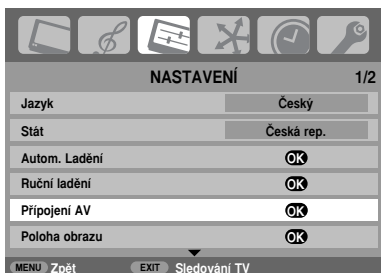 NASTAVENÍ 1/2
Jazyk Český
Stát Česká rep.
Autom. Ladění OK
Ruční ladění OK
Přípojení AV OK
Poloha obrazu OK
MENU Zpět EXIT Sledování TV